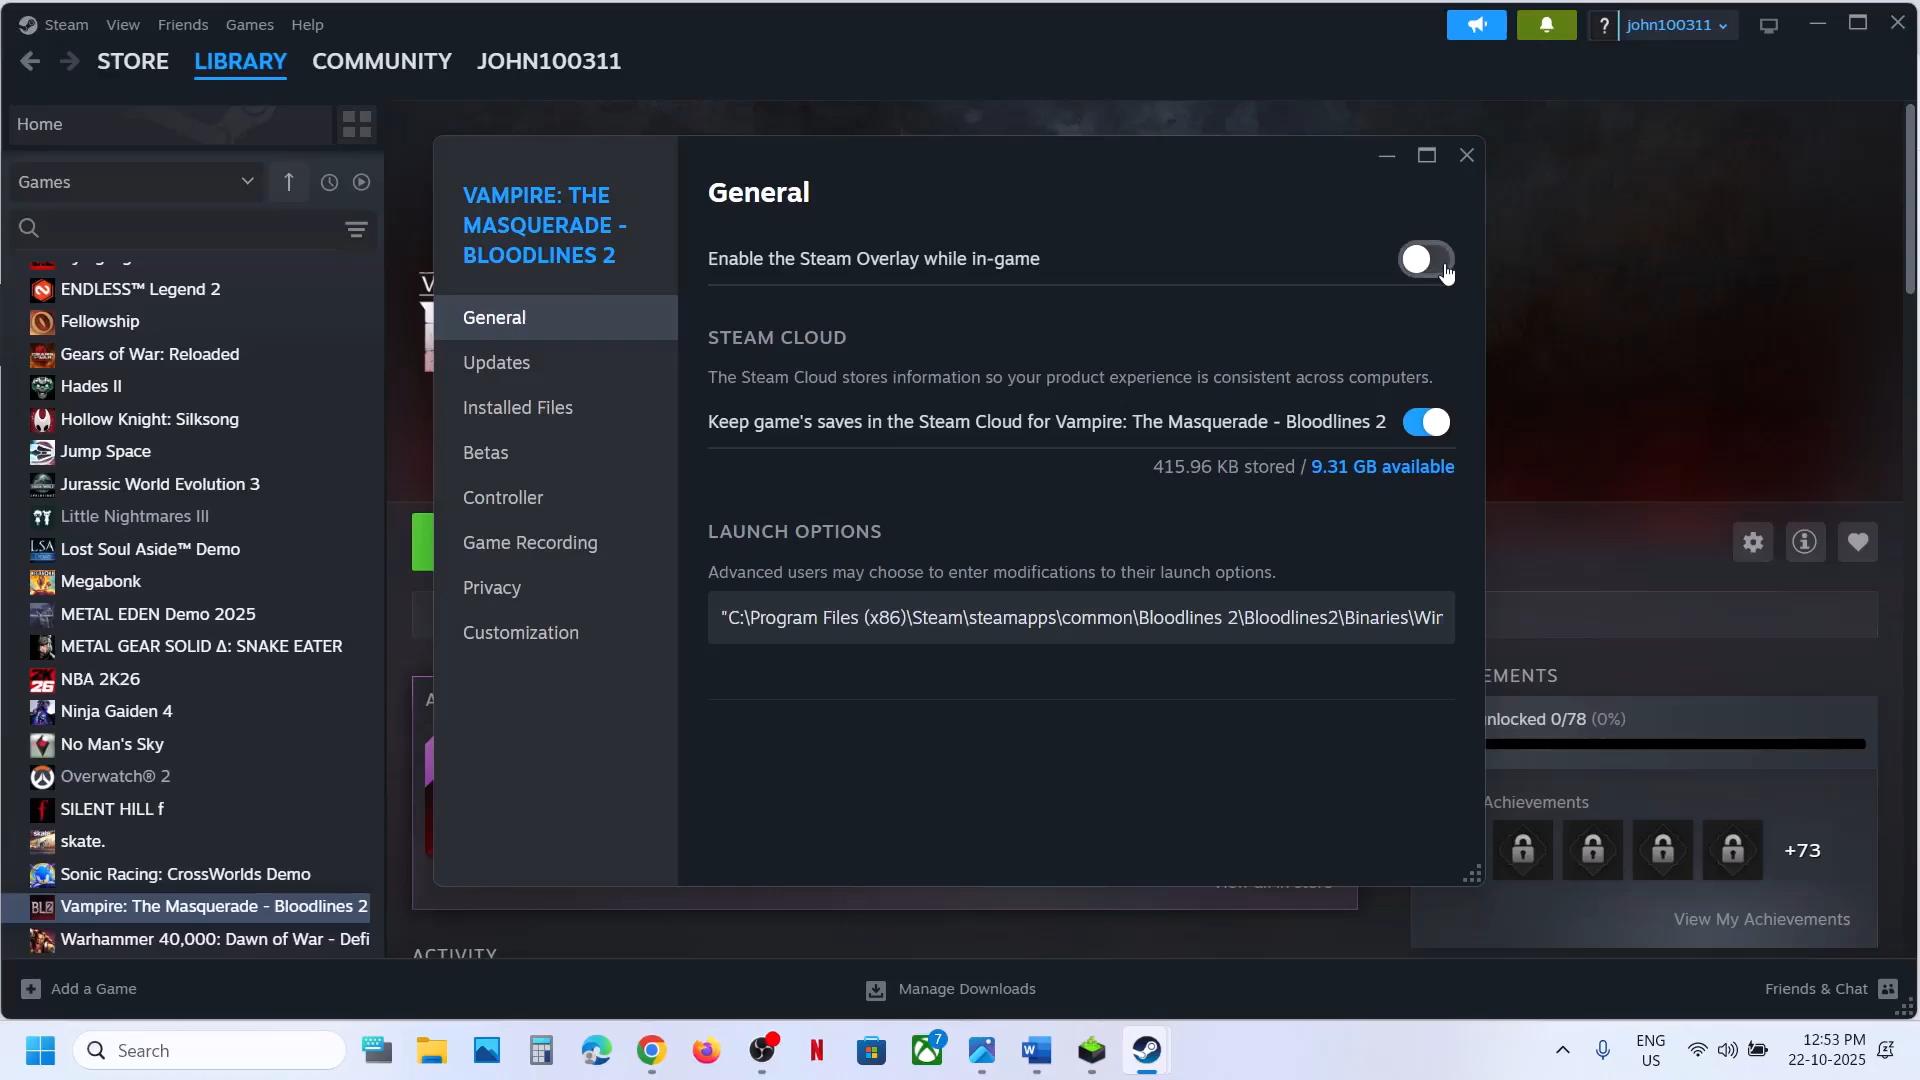 Steam View Friends Games Help
? john100311
STORE LIBRARY COMMUNITY JOHN100311
Home
Games
ENDLESS™ Legend 2
Fellowship
Gears of War: Reloaded
Hades II
Hollow Knight: Silksong
Jump Space
Jurassic World Evolution 3
Little Nightmares III
Lost Soul Aside™ Demo
Megabonk
METAL EDEN Demo 2025
METAL GEAR SOLID Δ: SNAKE EATER
NBA 2K26
Ninja Gaiden 4
No Man's Sky
Overwatch® 2
SILENT HILL f
skate.
Sonic Racing: CrossWorlds Demo
Vampire: The Masquerade - Bloodlines 2
Warhammer 40,000: Dawn of War - Defi
VAMPIRE: THE
MASQUERADE -
BLOODLINES 2
General
Updates
Installed Files
Betas
Controller
Game Recording
Privacy
Customization
General
Enable the Steam Overlay while in-game
STEAM CLOUD
The Steam Cloud stores information so your product experience is consistent across computers.
Keep game's saves in the Steam Cloud for Vampire: The Masquerade - Bloodlines 2
415.96 KB stored / 9.31 GB available
LAUNCH OPTIONS
Advanced users may choose to enter modifications to their launch options.
"C:\Program Files (x86)\Steam\steamapps\common\Bloodlines 2\Bloodlines2\Binaries\Wir
EMENTS
nlocked 0/78 (0%)
Achievements
+73
View My Achievements
ACTIVITY
Add a Game
Manage Downloads
Friends & Chat
Search
7
ENG
US
12:53 PM
22-10-2025